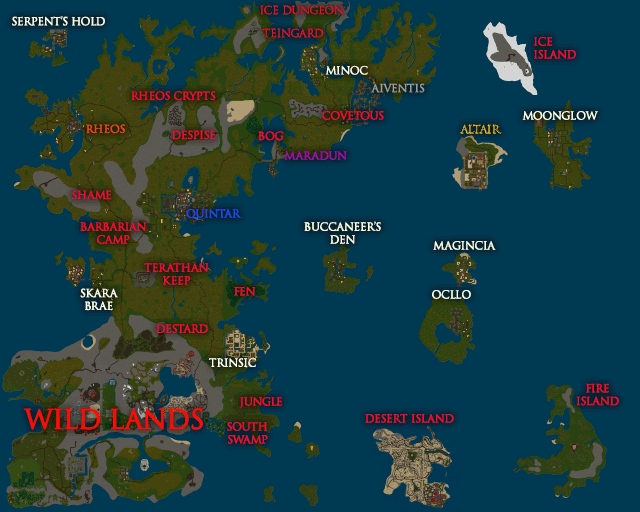 ICE DUNGEON
SERPENT'S HOLD
TEINGARD
ICE
ISLAND
MINOC
AIVENTIS
RHEOS CRYPTS
COVETOUS
MOONGLOW
RHEOS
DESPISE
BOG
ALTAIR
MARADUN
SHAME
QUINTAR
BARBARIAN
CAMP
BUCCANEER'S
DEN
MAGINCIA
TERATHAN
KEEP
SKARA
BRAE
FEN
OCLLO
DESTARD
TRINSIC
FIRE
ISLAND
JUNGLE
WILD LANDS
SOUTH
SWAMP
DESERT ISLAND